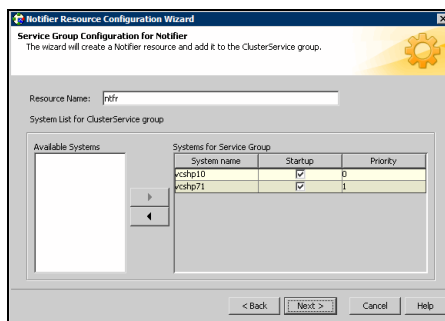 Notifier Resource Configuration Wizard
Service Group Configuration for Notifier
The wizard will create a Notifier resource and add it to the ClusterService group.
Resource Name: ntfr
System List for ClusterService group
Available Systems
Systems for Service Group
System name Startup Priority
vcshp10 0
vcshp71 1
< Back Next > Cancel Help